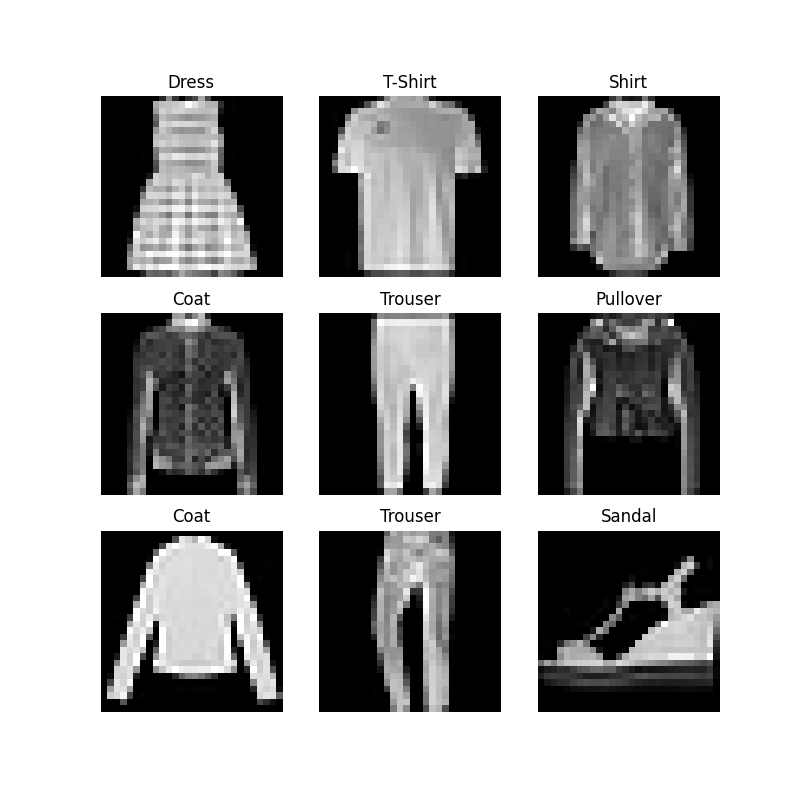 Dress
T-Shirt
Shirt
Coat
Trouser
Pullover
Coat
Trouser
Sandal